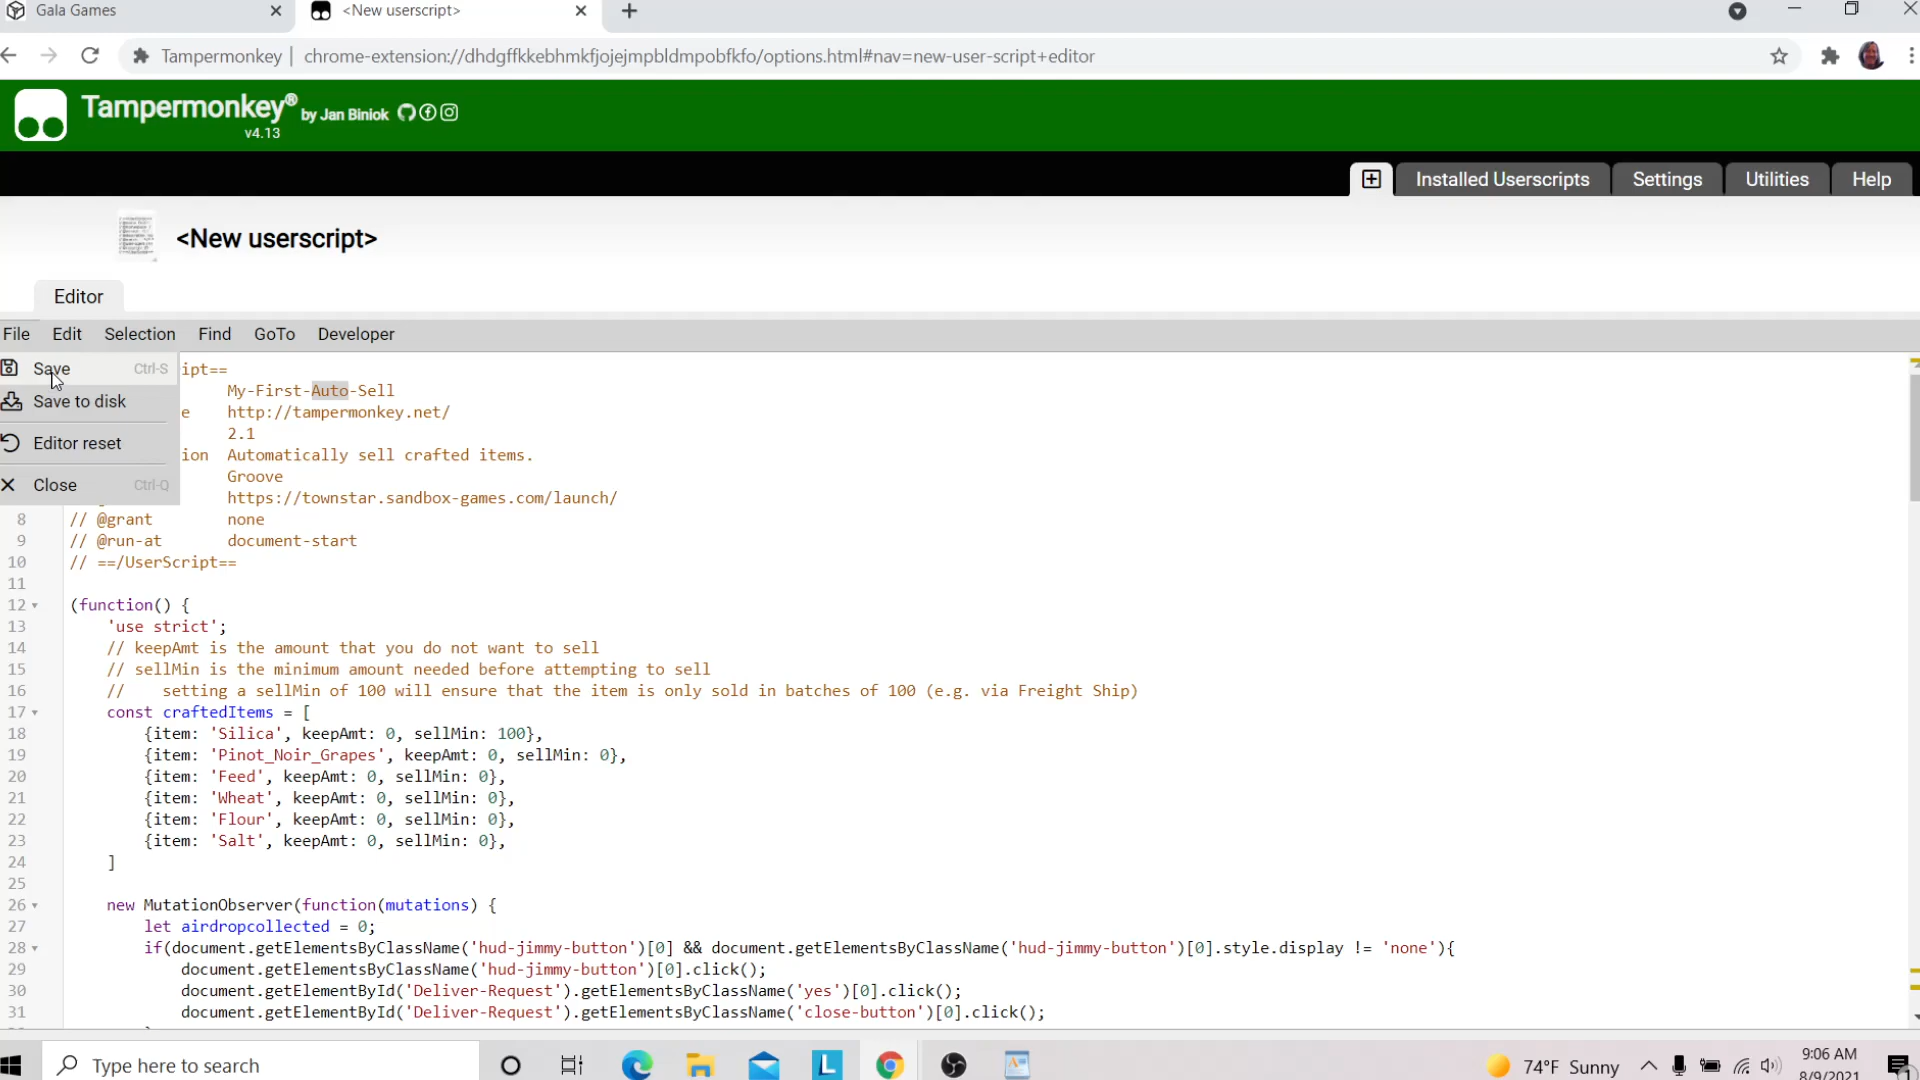 Gala Games
<New userscript>
Tampermonkey | chrome-extension://dhdgffkkebhmkfjojejmpbldmpobfkfo/options.html#nav=new-user-script+editor
Tampermonkey® by Jan Biniok
v4.13
Installed Userscripts Settings Utilities Help
<New userscript>
Editor
File Edit Selection Find GoTo Developer
Save Ctrl-S
Save to disk
Editor reset
Close Ctrl-Q
ipt==
My-First-Auto-Sell
e http://tampermonkey.net/
2.1
ion Automatically sell crafted items.
Groove
https://townstar.sandbox-games.com/launch/
8 // @grant none
9 // @run-at document-start
10 // ==/UserScript==
11
12 (function() {
13 'use strict';
14 // keepAmt is the amount that you do not want to sell
15 // sellMin is the minimum amount needed before attempting to sell
16 // setting a sellMin of 100 will ensure that the item is only sold in batches of 100 (e.g. via Freight Ship)
17 const craftedItems = [
18 {item: 'Silica', keepAmt: 0, sellMin: 100},
19 {item: 'Pinot_Noir_Grapes', keepAmt: 0, sellMin: 0},
20 {item: 'Feed', keepAmt: 0, sellMin: 0},
21 {item: 'Wheat', keepAmt: 0, sellMin: 0},
22 {item: 'Flour', keepAmt: 0, sellMin: 0},
23 {item: 'Salt', keepAmt: 0, sellMin: 0},
24 ]
25
26 new MutationObserver(function(mutations) {
27 let airdropcollected = 0;
28 if(document.getElementsByClassName('hud-jimmy-button')[0] && document.getElementsByClassName('hud-jimmy-button')[0].style.display != 'none'){
29 document.getElementsByClassName('hud-jimmy-button')[0].click();
30 document.getElementById('Deliver-Request').getElementsByClassName('yes')[0].click();
31 document.getElementById('Deliver-Request').getElementsByClassName('close-button')[0].click();
Type here to search
74°F Sunny
9:06 AM
8/9/2021
1